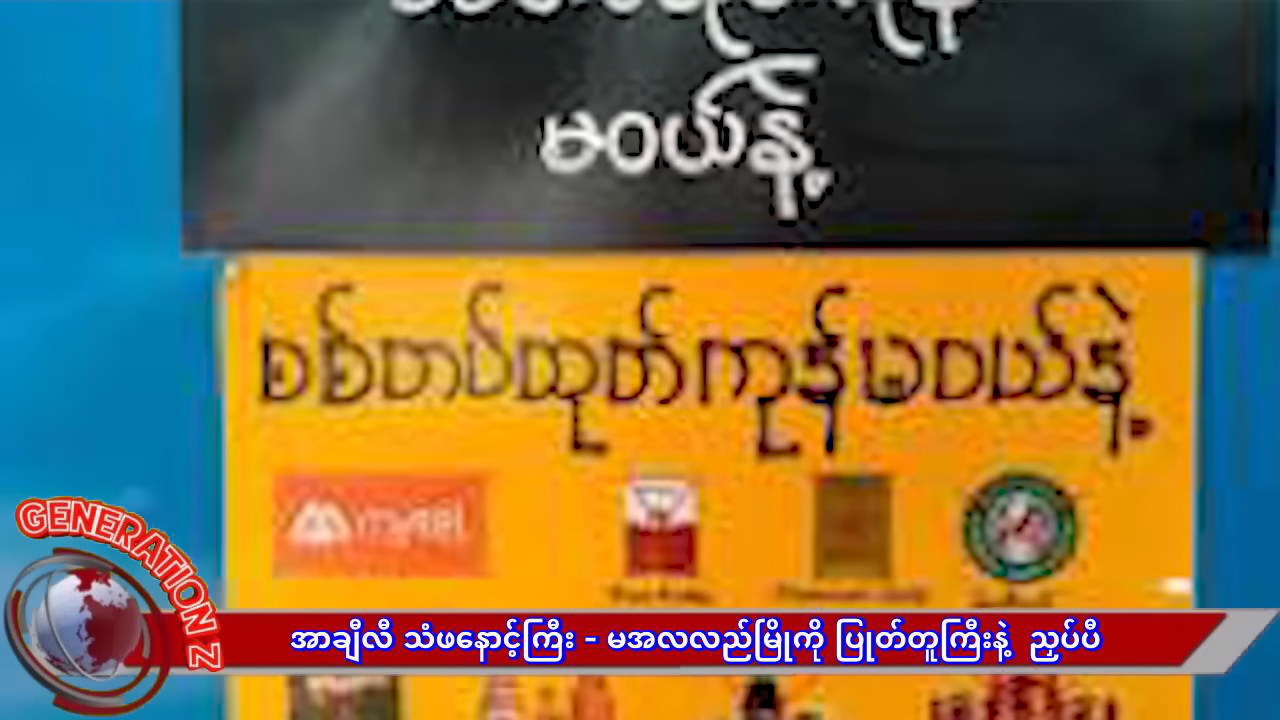 မဝယ်နဲ့
စစ်တပ်ထုတ်ကုန်မဝယ်နဲ့
mytel
GENERATION Z
အာချီလီ သံဖနောင့်ကြီး - မအလလည်မြိုကို ပြုတ်တူကြီးနဲ့ ညှပ်ပီ